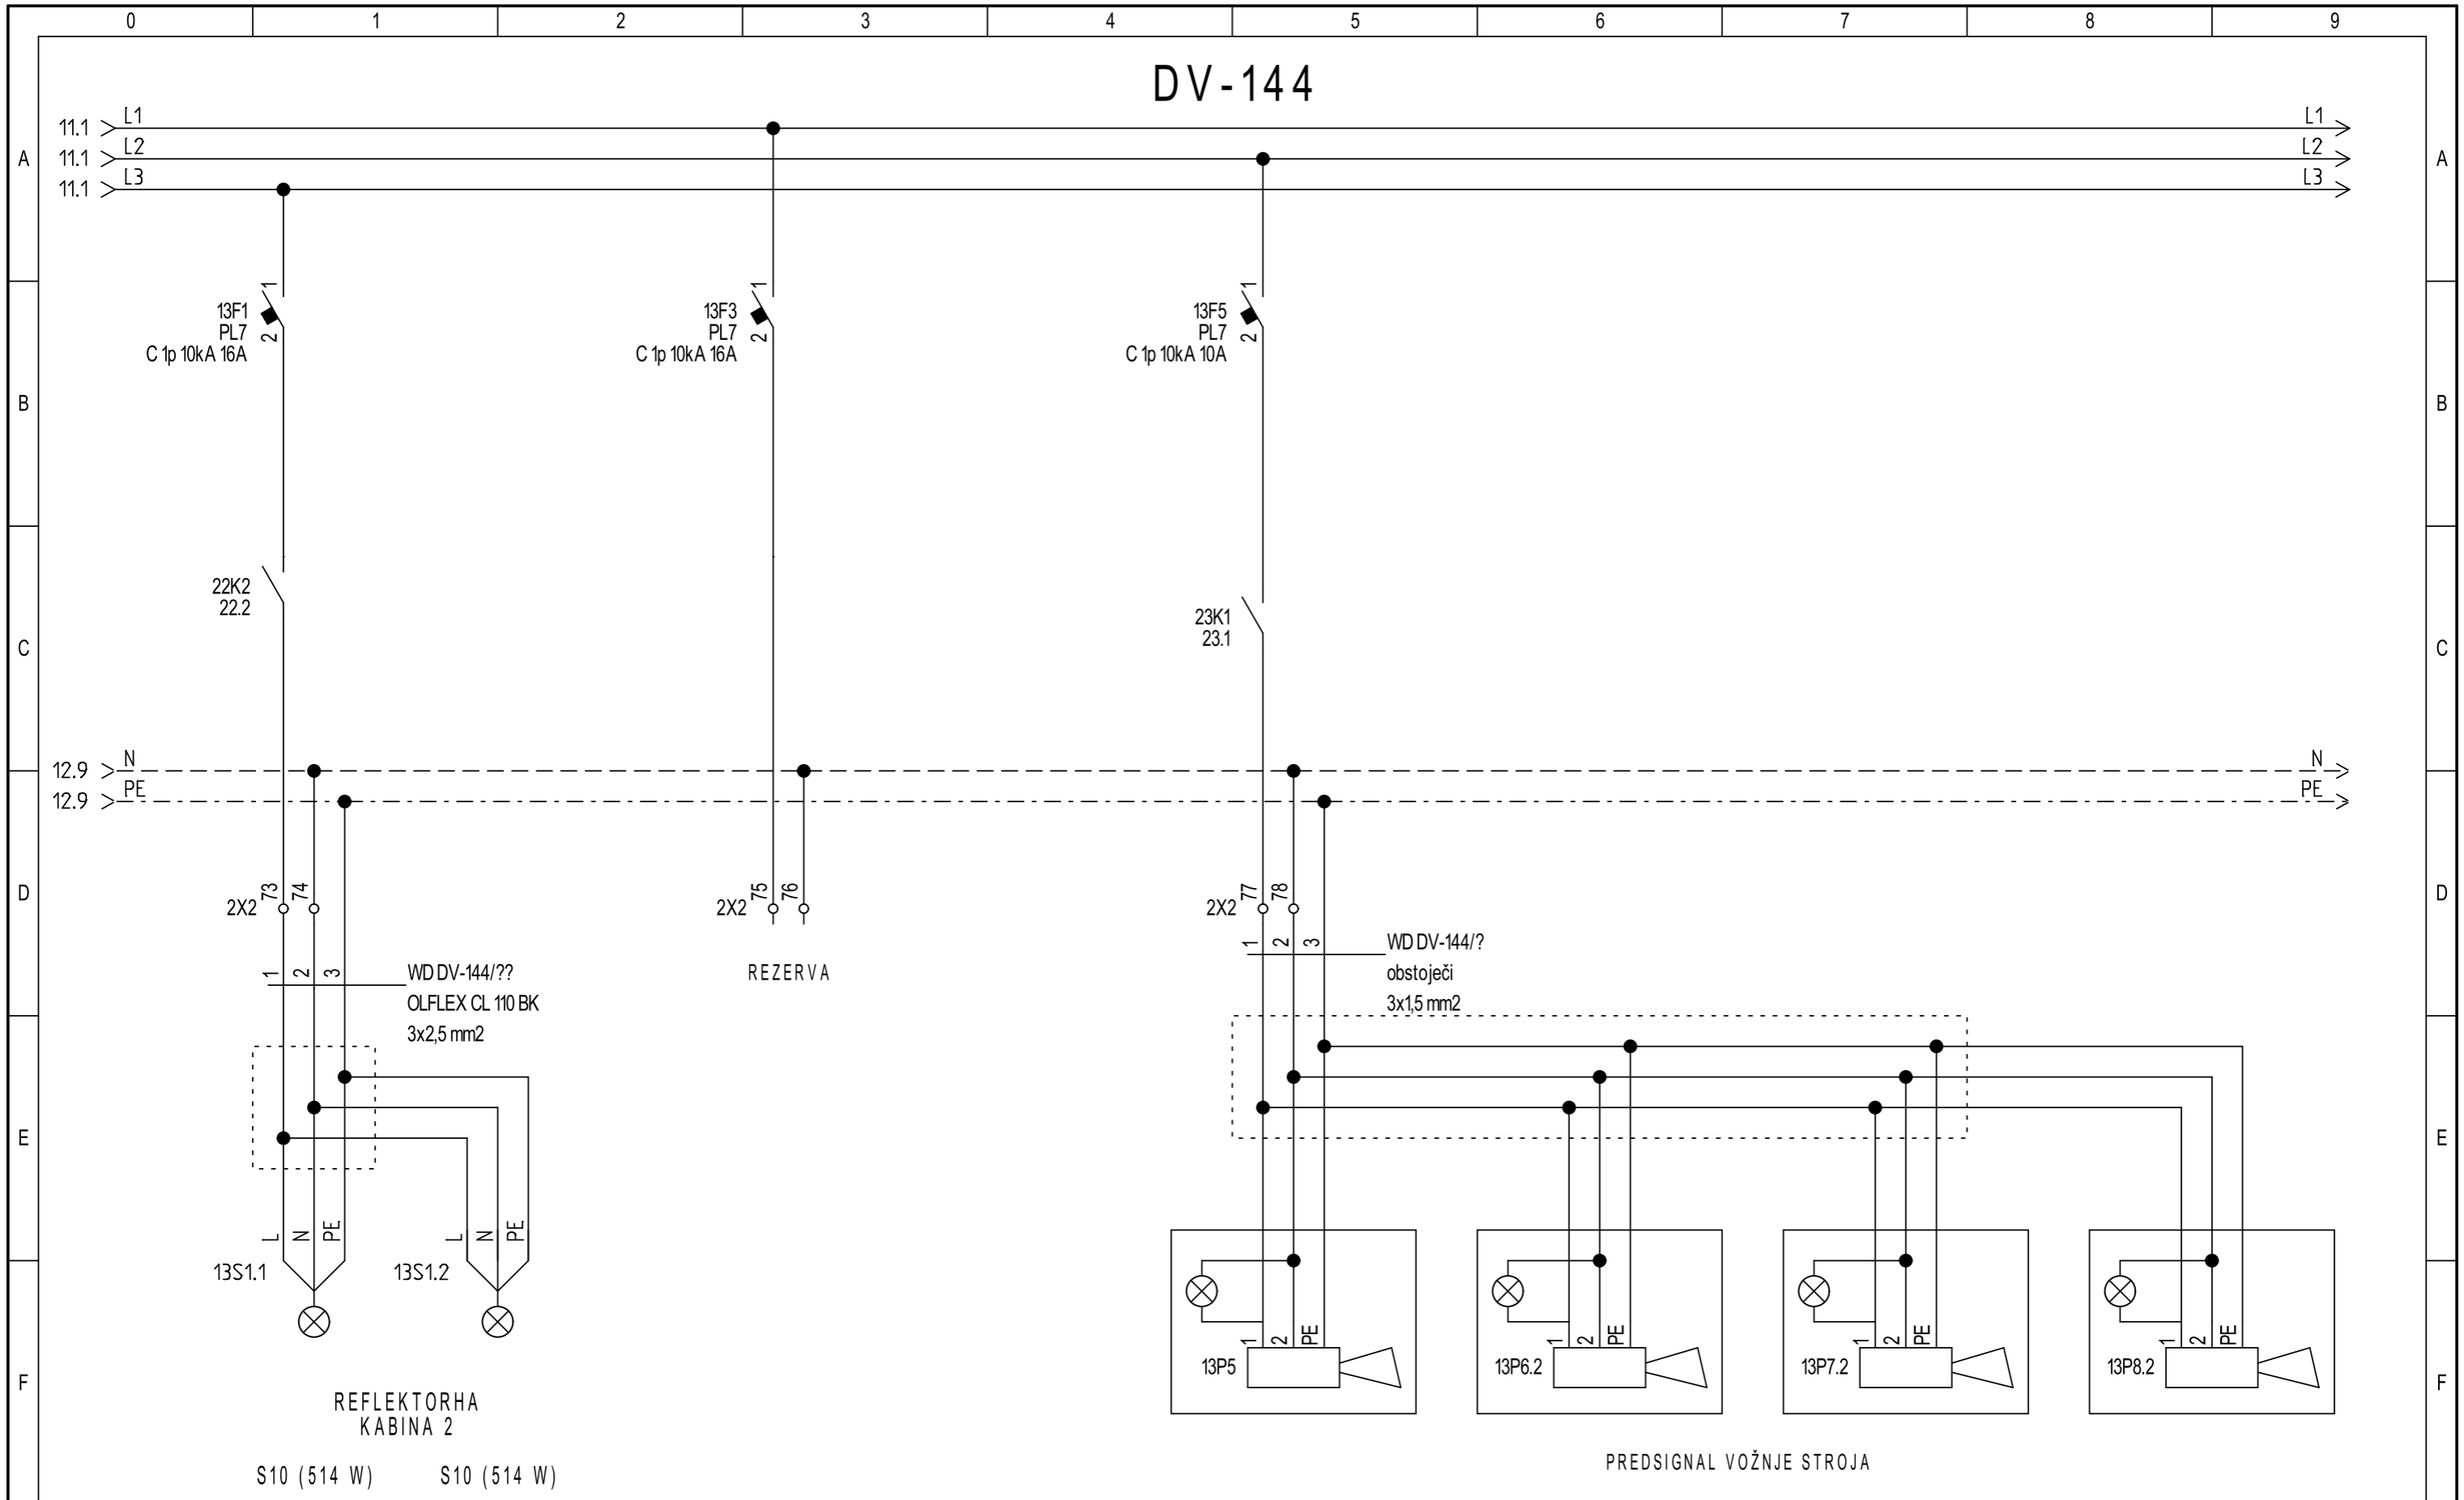 0 1 2 3 4 5 6 7 8 9
DV-144
11.1 L1 L1
A 11.1 L2 L2 A
11.1 L3 L3
1 1 1
13F1 13F3 13F5
PL7 PL7 PL7
2 2 2
C 1p 10kA 16A C 1p 10kA 16A C 1p 10kA 10A
B B
22K2
22.2
23K1
23.1
C C
12.9 N N
12.9 PE PE
D 73 74 75 76 77 78 D
2X2 2X2 2X2
1 2 3 WD DV-144/?
1 2 3 WD DV-144/?? REZERVA obstoječi
OLFLEX CL 110 BK 3x1,5 mm2
3x2,5 mm2
E E
L N PE L N PE
13S1.1 13S1.2
1 2 PE 1 2 PE 1 2 PE 1 2 PE
13P5 13P6.2 13P7.2 13P8.2
F F
REFLEKTORHA
KABINA 2
PREDSIGNAL VOŽNJE STROJA
S10 (514 W) S10 (514 W)